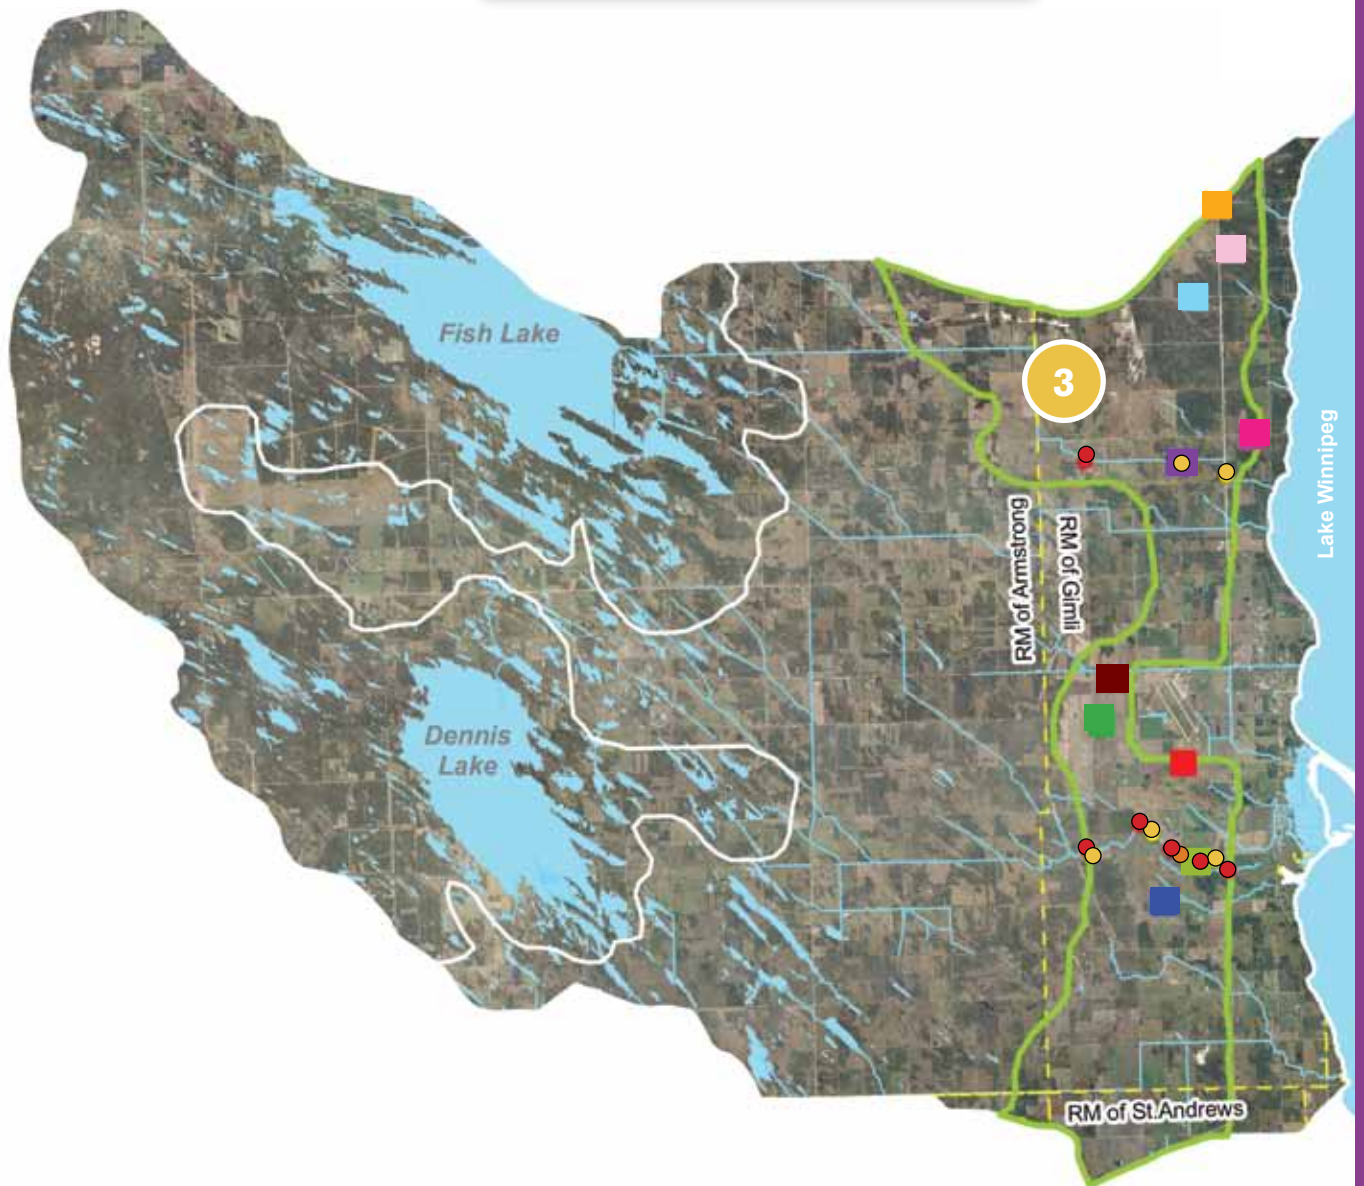 Fish Lake
3
Lake Winnipeg
RM of Armstrong
RM of Gimli
Dennis
Lake
RM of St.Andrews